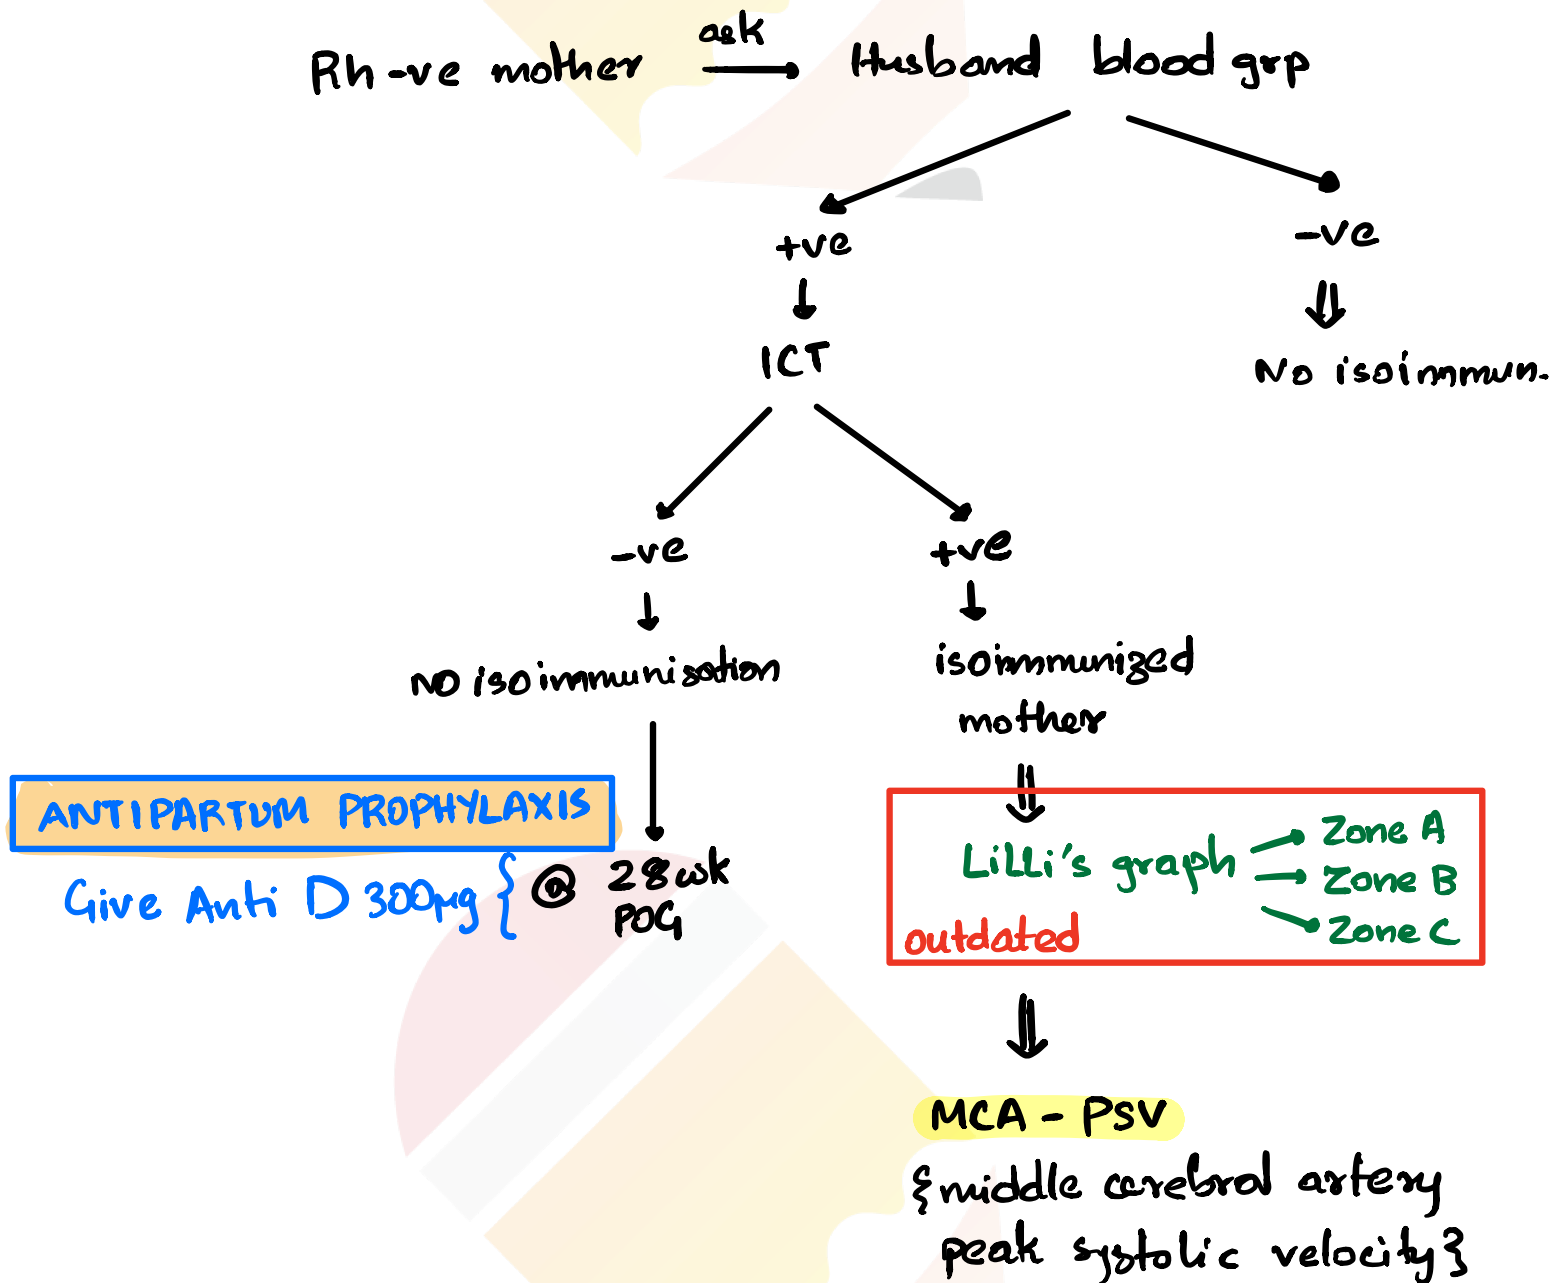 Rh -ve mother ask Husband blood grp
+ve
-ve
ICT
No isoimmun.
-ve
+ve
NO isoimmunisation
isoimmunized
mother
ANTIPARTUM PROPHYLAXIS
Give Anti D 300μg { @ 28 wk
POG
LiLLi's graph
Zone A
Zone B
Zone C
outdated
MCA - PSV
{middle cerebral artery
peak systolic velocity}